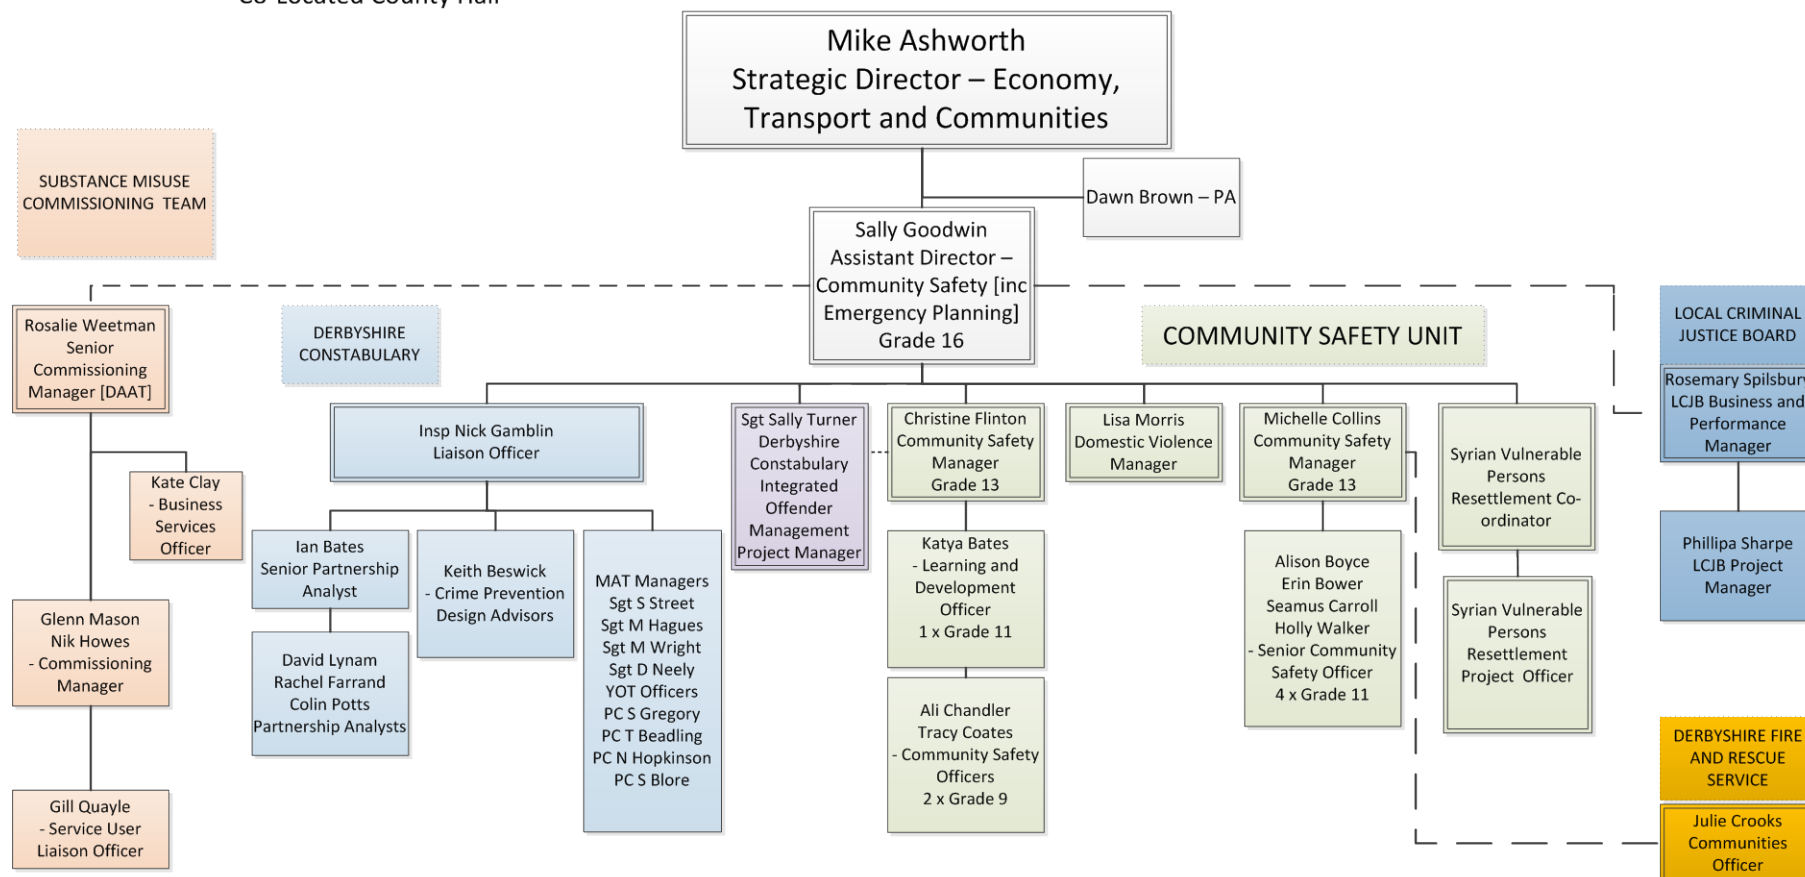 Co-Located County Hall
Mike Ashworth
Strategic Director – Economy,
Transport and Communities
SUBSTANCE MISUSE
COMMISSIONING TEAM
Dawn Brown – PA
Sally Goodwin
Assistant Director –
Community Safety [inc
Emergency Planning]
Grade 16
Rosalie Weetman
Senior
Commissioning
Manager [DAAT]
DERBYSHIRE
CONSTABULARY
COMMUNITY SAFETY UNIT
LOCAL CRIMINAL
JUSTICE BOARD
Rosemary Spilsbury
LCJB Business and
Performance
Manager
Insp Nick Gamblin
Liaison Officer
Sgt Sally Turner
Derbyshire
Constabulary
Integrated
Offender
Management
Project Manager
Christine Flinton
Community Safety
Manager
Grade 13
Lisa Morris
Domestic Violence
Manager
Michelle Collins
Community Safety
Manager
Grade 13
Syrian Vulnerable
Persons
Resettlement Co-
ordinator
Kate Clay
- Business
Services
Officer
Ian Bates
Senior Partnership
Analyst
Keith Beswick
- Crime Prevention
Design Advisors
MAT Managers
Sgt S Street
Sgt M Hagues
Sgt M Wright
Sgt D Neely
YOT Officers
PC S Gregory
PC T Beadling
PC N Hopkinson
PC S Blore
Katya Bates
- Learning and
Development
Officer
1 x Grade 11
Alison Boyce
Erin Bower
Seamus Carroll
Holly Walker
- Senior Community
Safety Officer
4 x Grade 11
Syrian Vulnerable
Persons
Resettlement
Project Officer
Phillipa Sharpe
LCJB Project
Manager
Glenn Mason
Nik Howes
- Commissioning
Manager
David Lynam
Rachel Farrand
Colin Potts
Partnership Analysts
Ali Chandler
Tracy Coates
- Community Safety
Officers
2 x Grade 9
DERBYSHIRE FIRE
AND RESCUE
SERVICE
Gill Quayle
- Service User
Liaison Officer
Julie Crooks
Communities
Officer